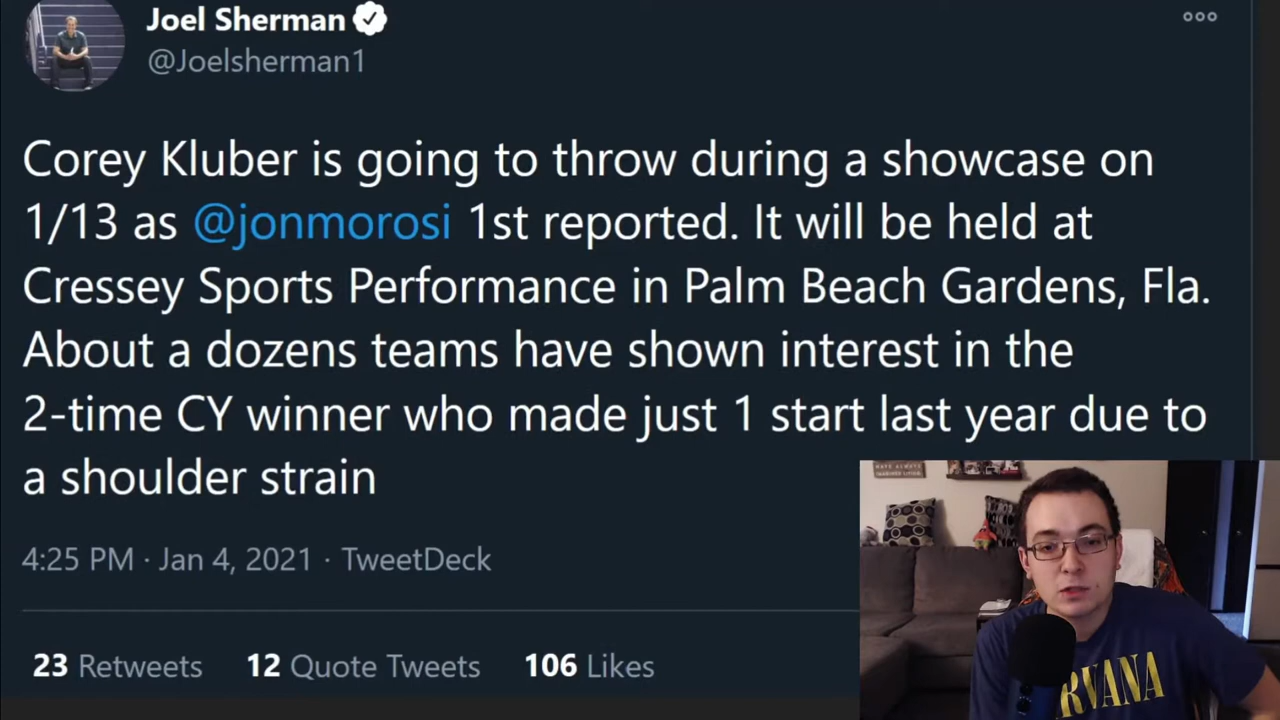 Joel Sherman
@Joelsherman1
Corey Kluber is going to throw during a showcase on
1/13 as @jonmorosi 1st reported. It will be held at
Cressey Sports Performance in Palm Beach Gardens, Fla.
About a dozens teams have shown interest in the
2-time CY winner who made just 1 start last year due to
a shoulder strain
4:25 PM · Jan 4, 2021 · TweetDeck
23 Retweets 12 Quote Tweets 106 Likes
RVANA